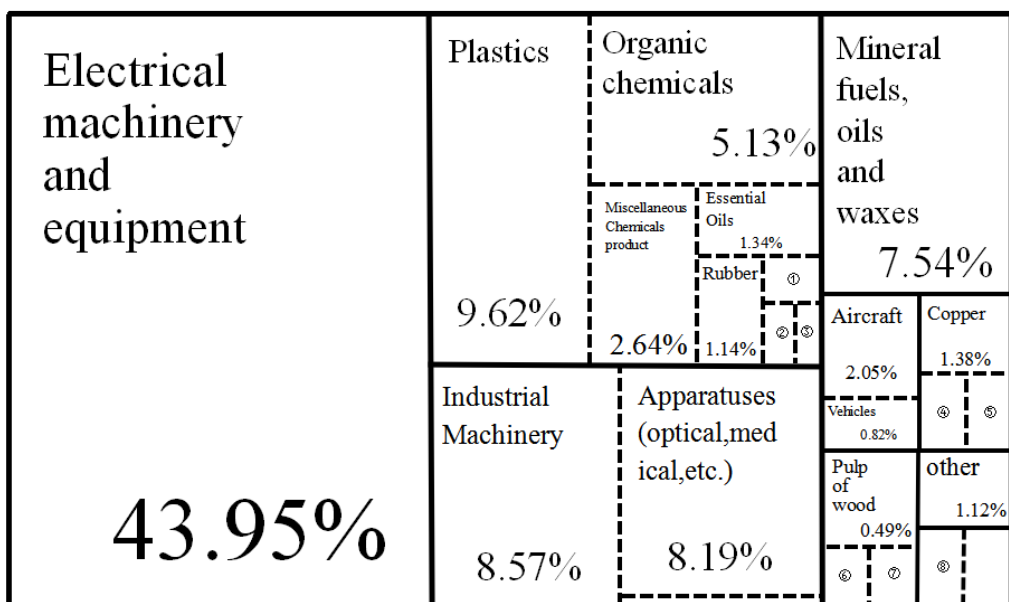 Electrical
machinery
and
equipment
43.95%
Plastics
9.62%
Organic
chemicals
5.13%
Miscellaneous
Chemicals
product
2.64%
Essential
Oils
1.34%
Rubber
1.14%
①
②
③
Industrial
Machinery
8.57%
Apparatuses
(optical,med
ical,etc.)
8.19%
Mineral
fuels,
oils
and
waxes
7.54%
Aircraft
2.05%
Vehicles
0.82%
Copper
1.38%
④
⑤
Pulp
of
wood
0.49%
⑥
⑦
other
1.12%
⑧